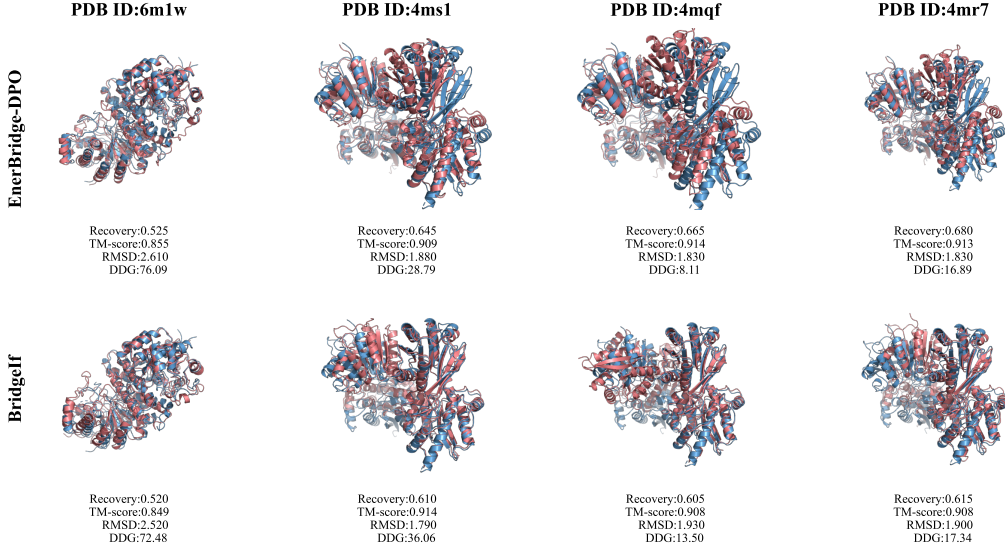 PDB ID:6m1w
PDB ID:4ms1
PDB ID:4mqf
PDB ID:4mr7
EnerBridge-DPO
Recovery:0.525
TM-score:0.855
RMSD:2.610
DDG:76.09
Recovery:0.645
TM-score:0.909
RMSD:1.880
DDG:28.79
Recovery:0.665
TM-score:0.914
RMSD:1.830
DDG:8.11
Recovery:0.680
TM-score:0.913
RMSD:1.830
DDG:16.89
BridgeIf
Recovery:0.520
TM-score:0.849
RMSD:2.520
DDG:72.48
Recovery:0.610
TM-score:0.914
RMSD:1.790
DDG:36.06
Recovery:0.605
TM-score:0.908
RMSD:1.930
DDG:13.50
Recovery:0.615
TM-score:0.908
RMSD:1.900
DDG:17.34